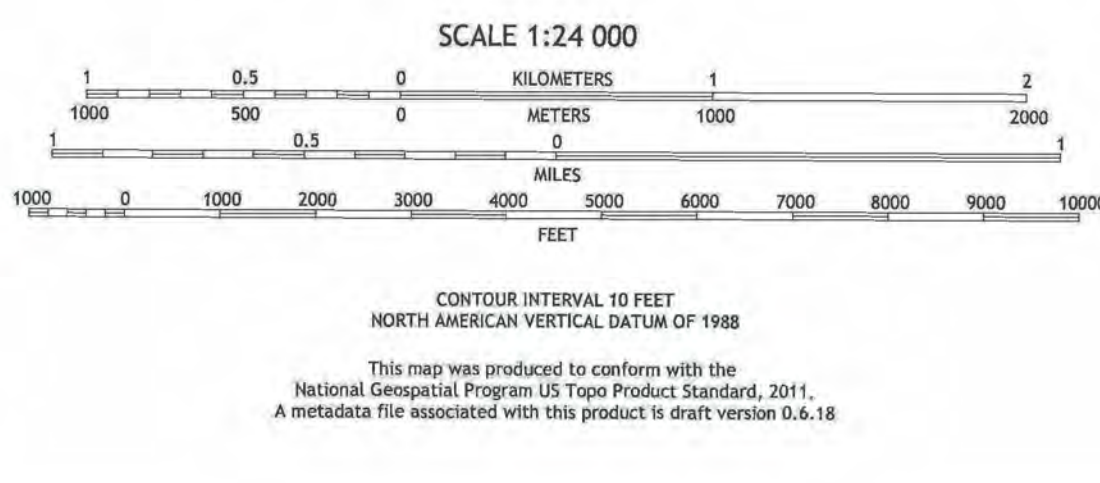 SCALE 1:24 000
1 0.5 0 KILOMETERS 1 2
1000 500 0 METERS 1000 2000
1 0.5 0 1
MILES
1000 0 1000 2000 3000 4000 5000 6000 7000 8000 9000 10000
FEET
CONTOUR INTERVAL 10 FEET
NORTH AMERICAN VERTICAL DATUM OF 1988
This map was produced to conform with the
National Geospatial Program US Topo Product Standard, 2011.
A metadata file associated with this product is draft version 0.6.18